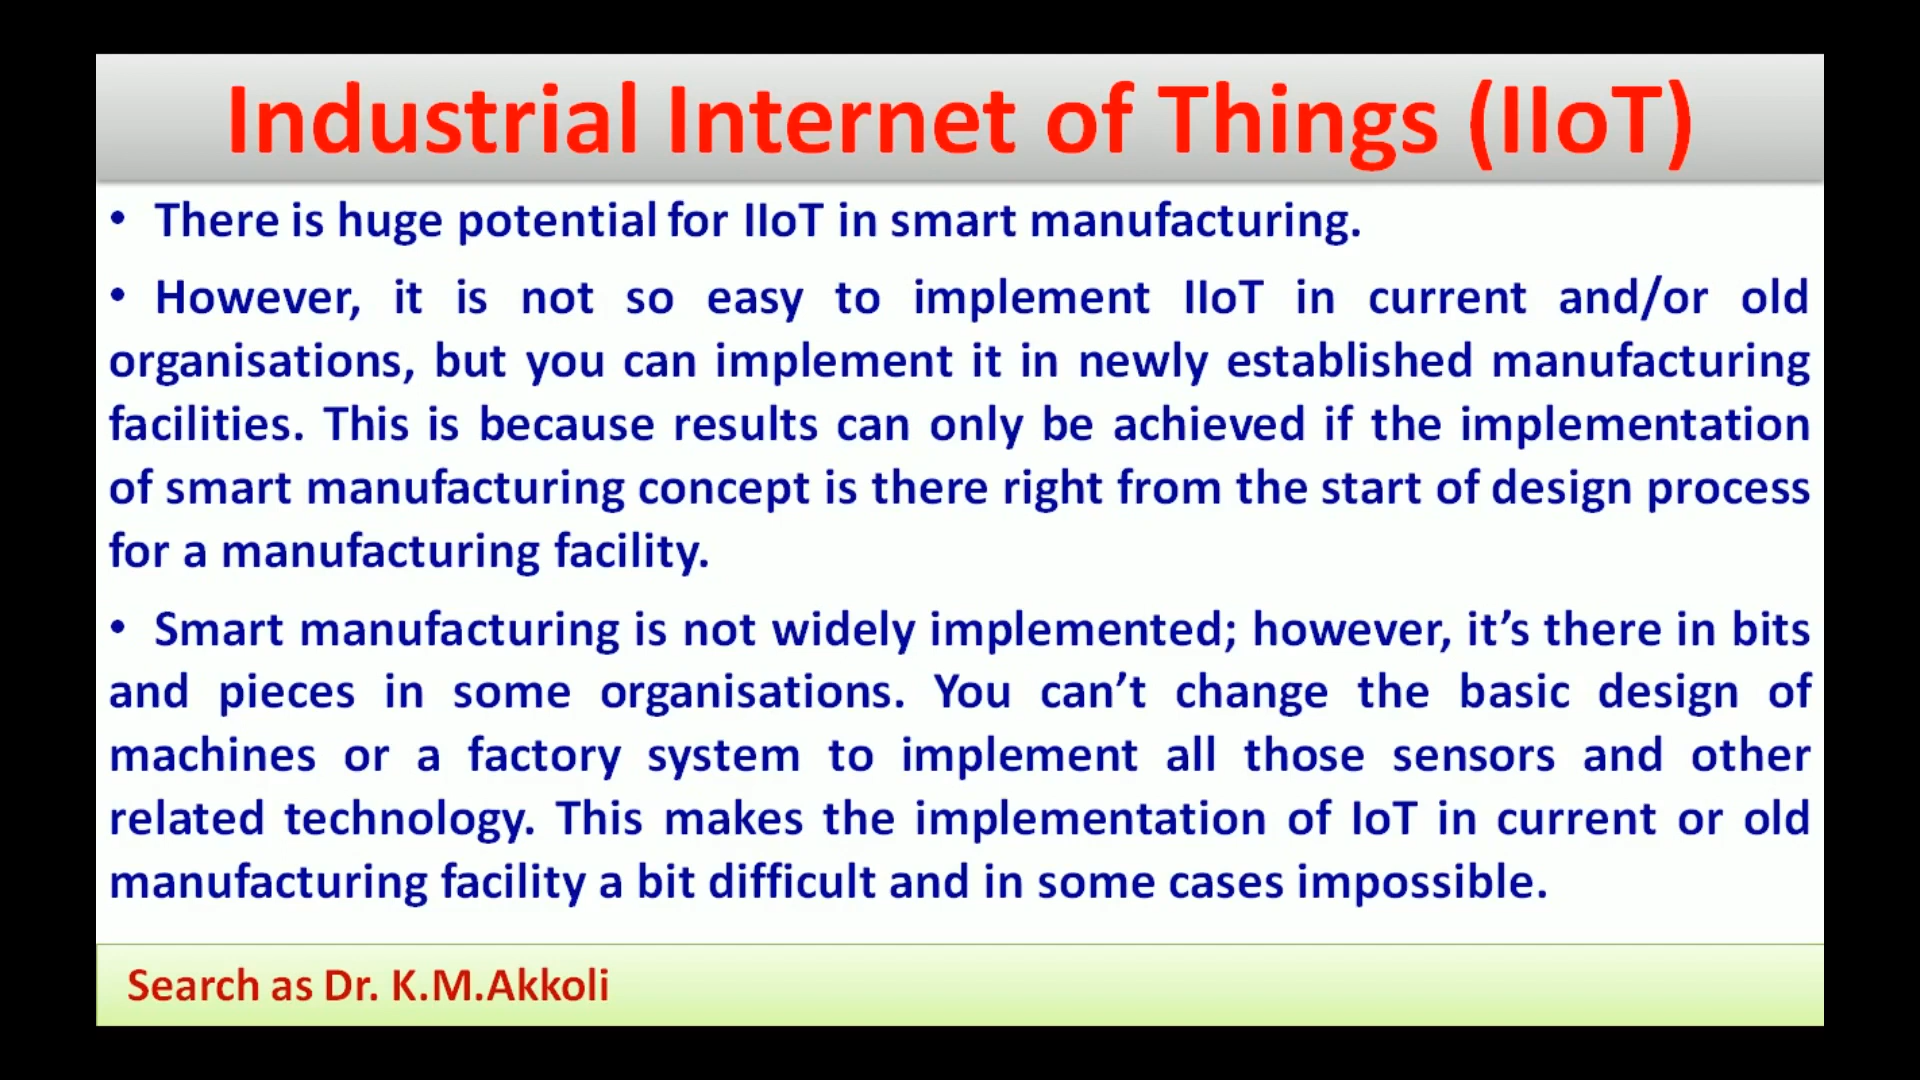 Industrial Internet of Things (IIoT)
• There is huge potential for IIoT in smart manufacturing.
• However, it is not so easy to implement IIoT in current and/or old
organisations, but you can implement it in newly established manufacturing
facilities. This is because results can only be achieved if the implementation
of smart manufacturing concept is there right from the start of design process
for a manufacturing facility.
• Smart manufacturing is not widely implemented; however, it’s there in bits
and pieces in some organisations. You can’t change the basic design of
machines or a factory system to implement all those sensors and other
related technology. This makes the implementation of IoT in current or old
manufacturing facility a bit difficult and in some cases impossible.
Search as Dr. K.M.Akkoli